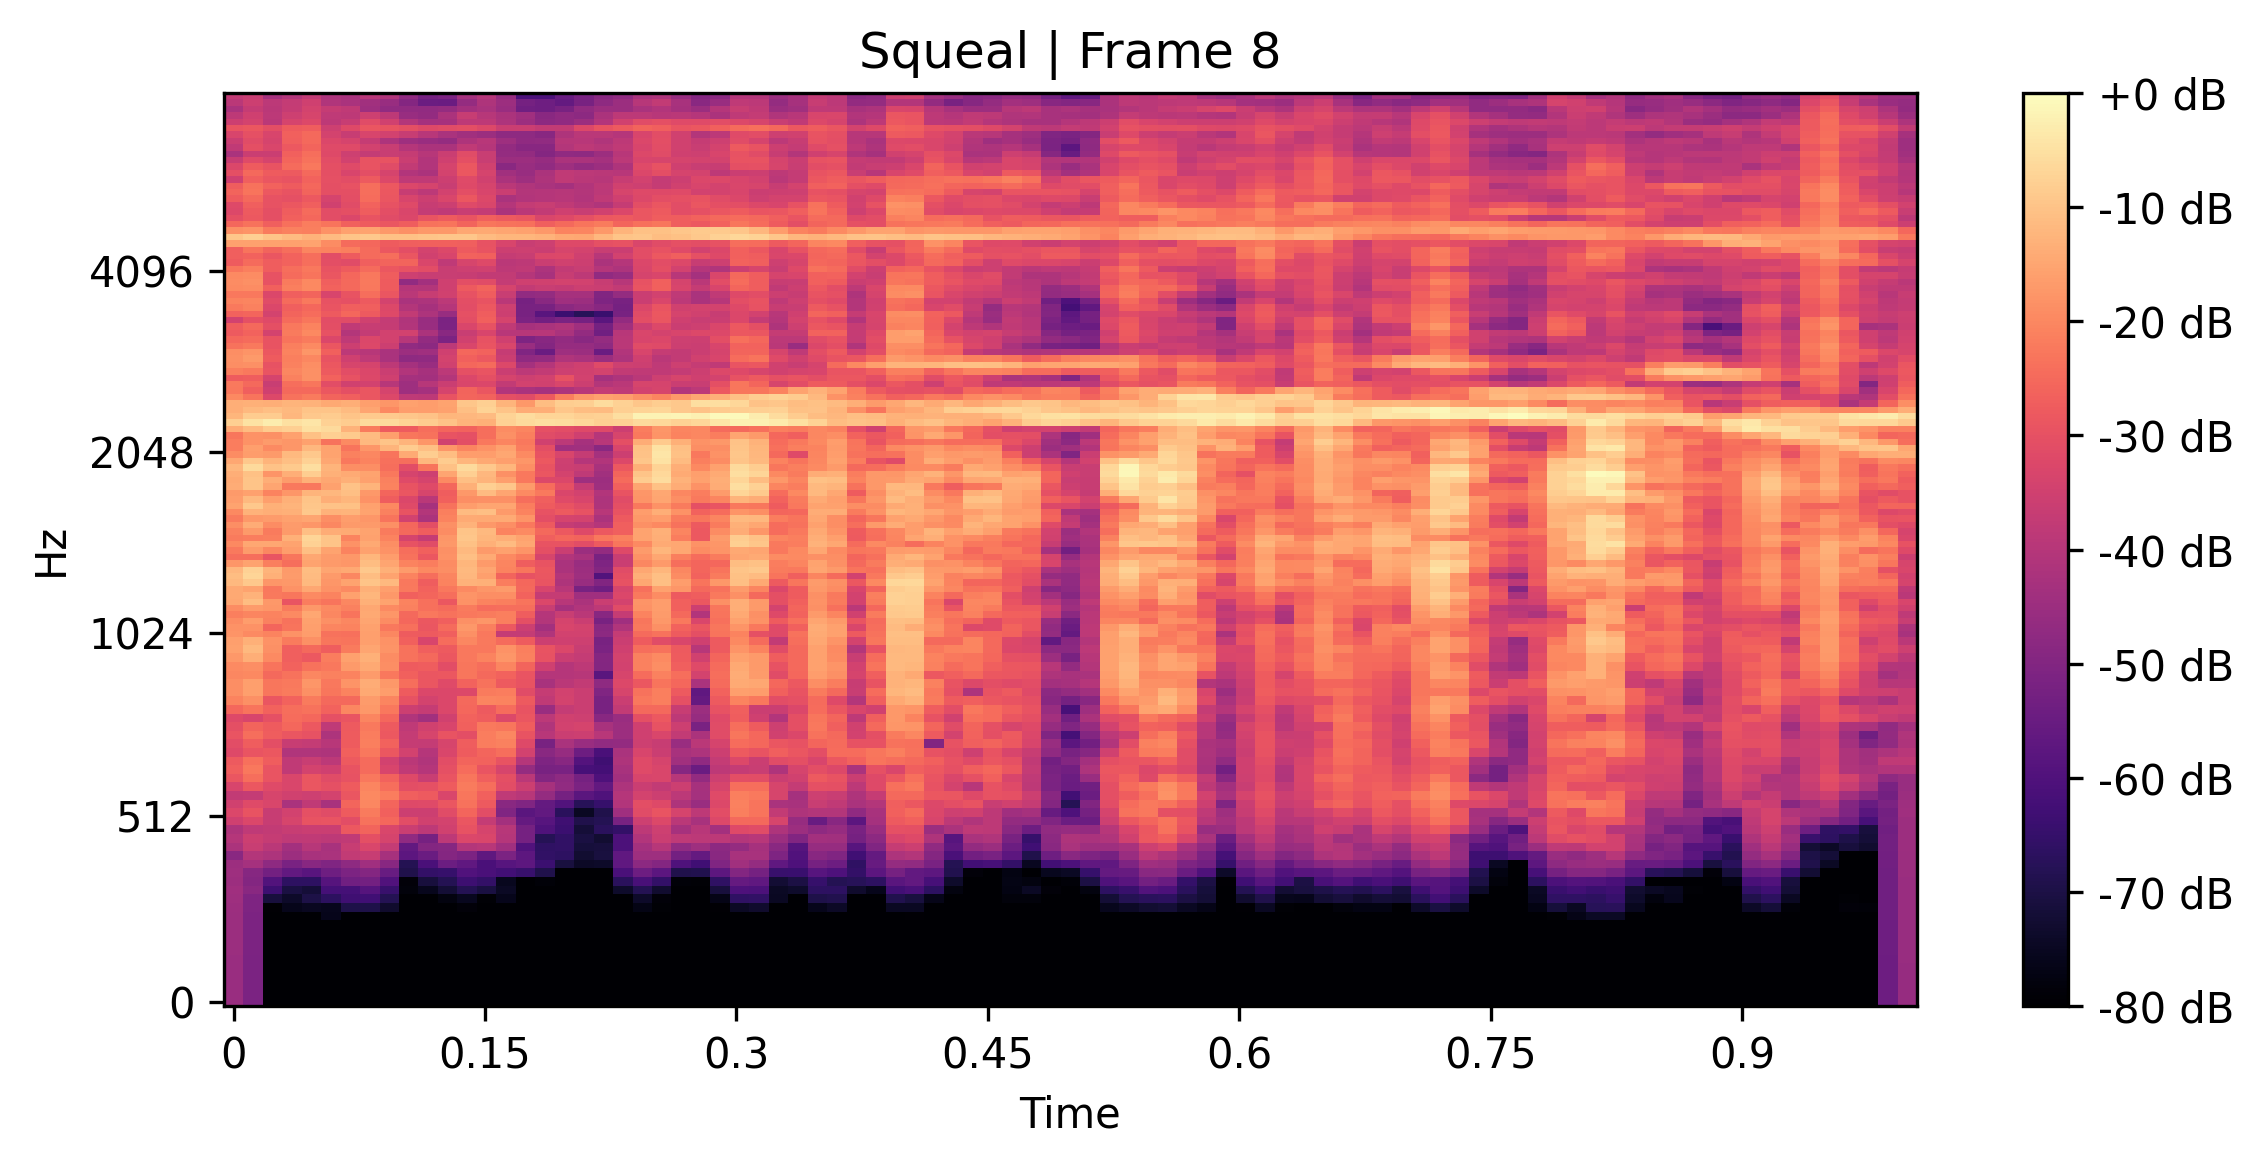 Squeal | Frame 8
+0 dB
-10 dB
-20 dB
-30 dB
-40 dB
-50 dB
-60 dB
-70 dB
-80 dB
4096
2048
1024
512
0
Hz
0 0.15 0.3 0.45 0.6 0.75 0.9
Time